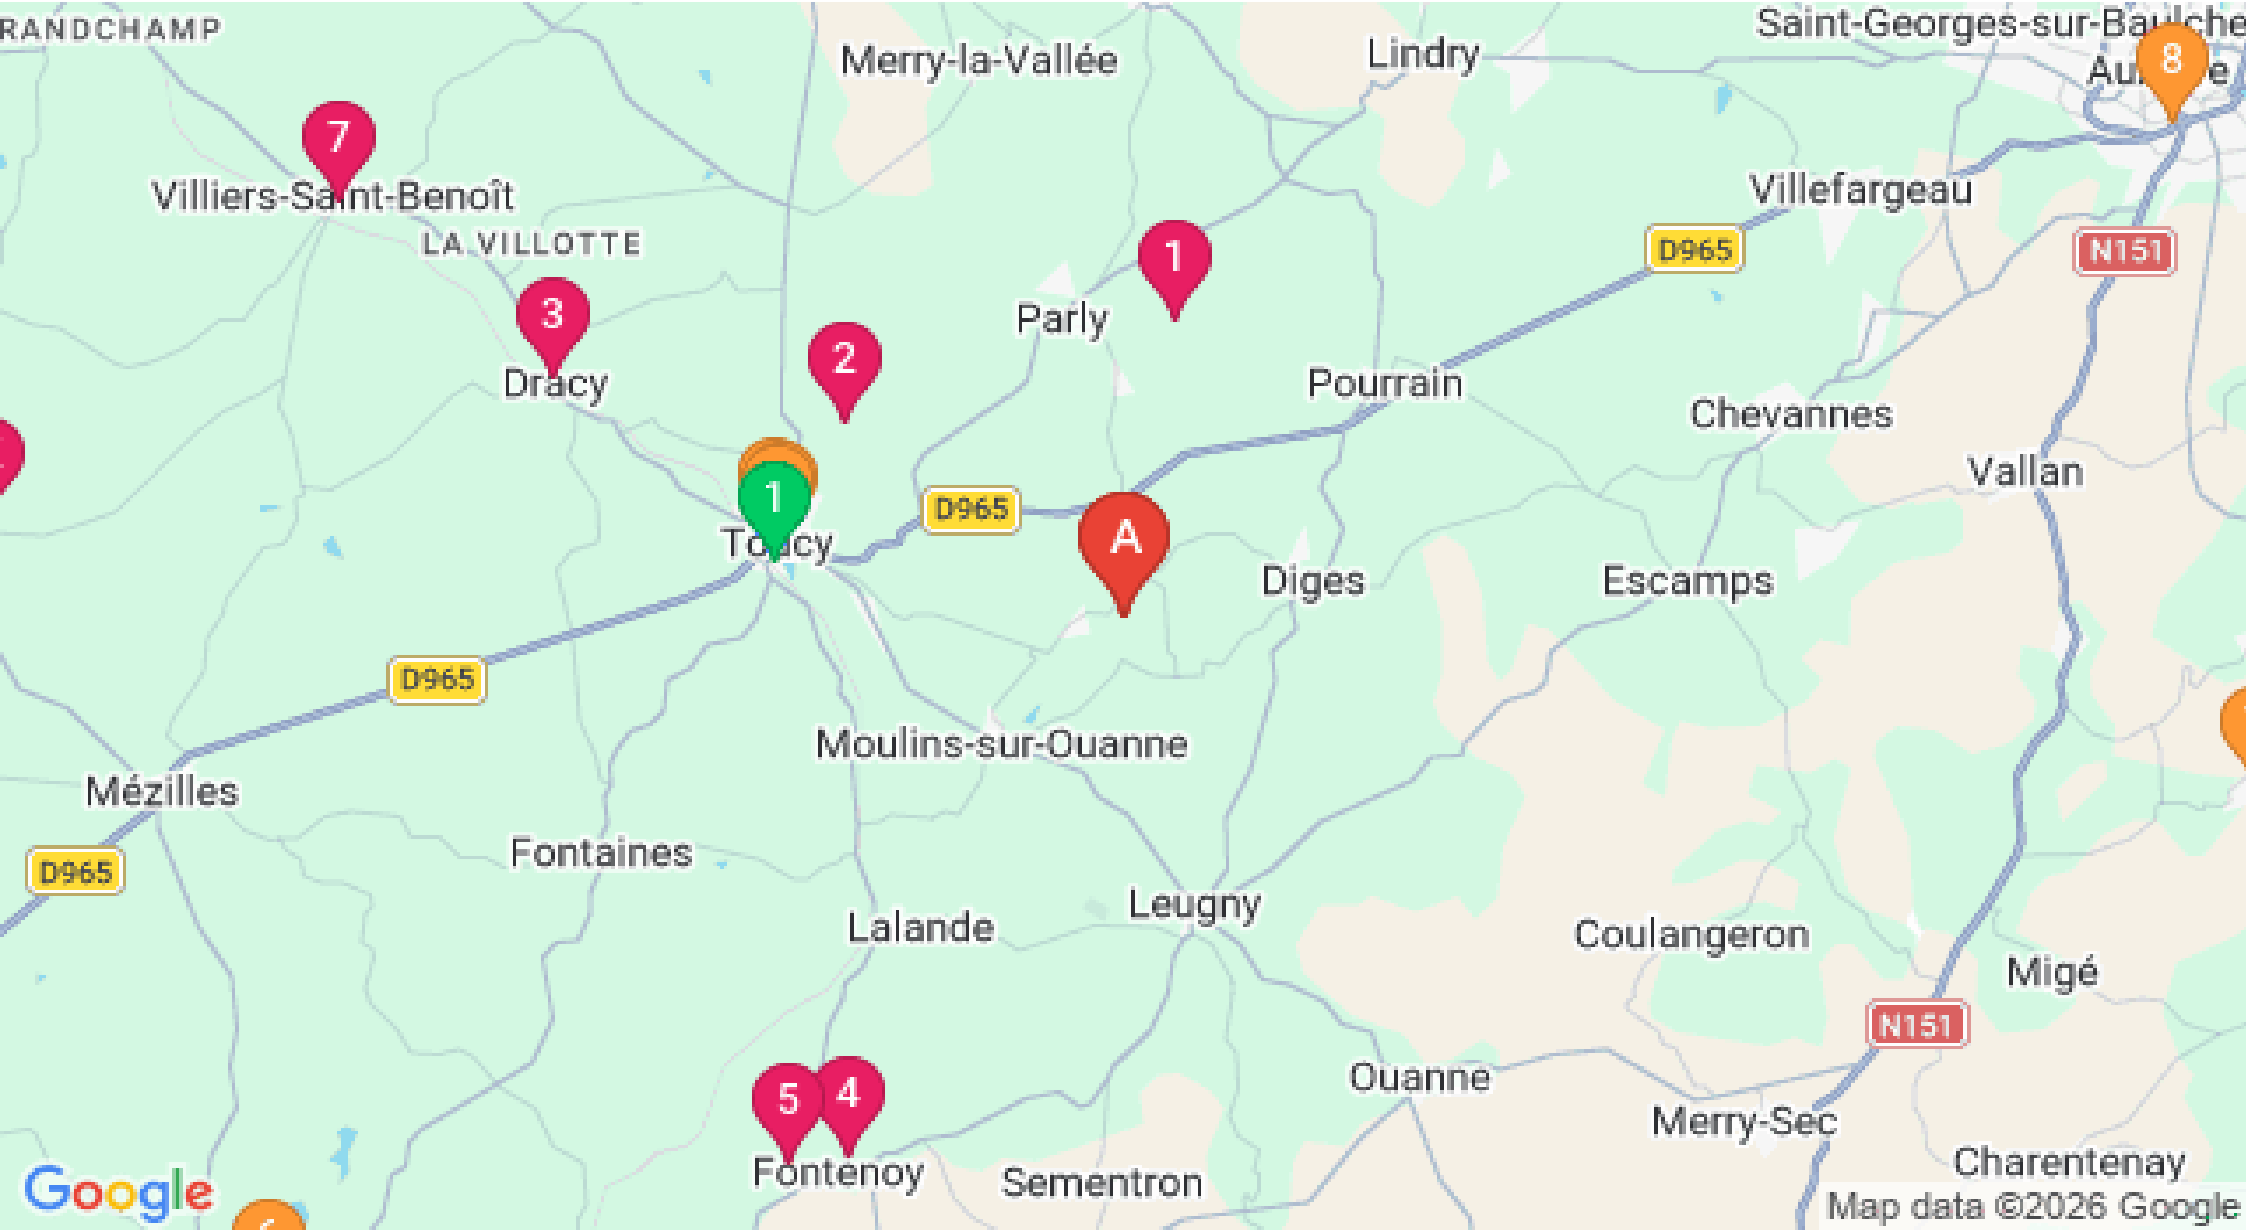 RANDCHAMP
Merry-la-Vallée
Lindry
Saint-Georges-sur-Baulche
8
7
Villiers-Saint-Benoît
Villefargeau
LA VILLOTTE
D965
N151
1
3
Parly
2
Dracy
Pourrain
Chevannes
Vallan
1
D965
A
Toucy
Diges
Escamps
D965
Moulins-sur-Ouanne
Mézilles
Fontaines
D965
Leugny
Lalande
Coulangeron
Migé
N151
Ouanne
5
4
Merry-Sec
Fontenoy
Sementron
Charentenay
Google
6
Map data ©2026 Google